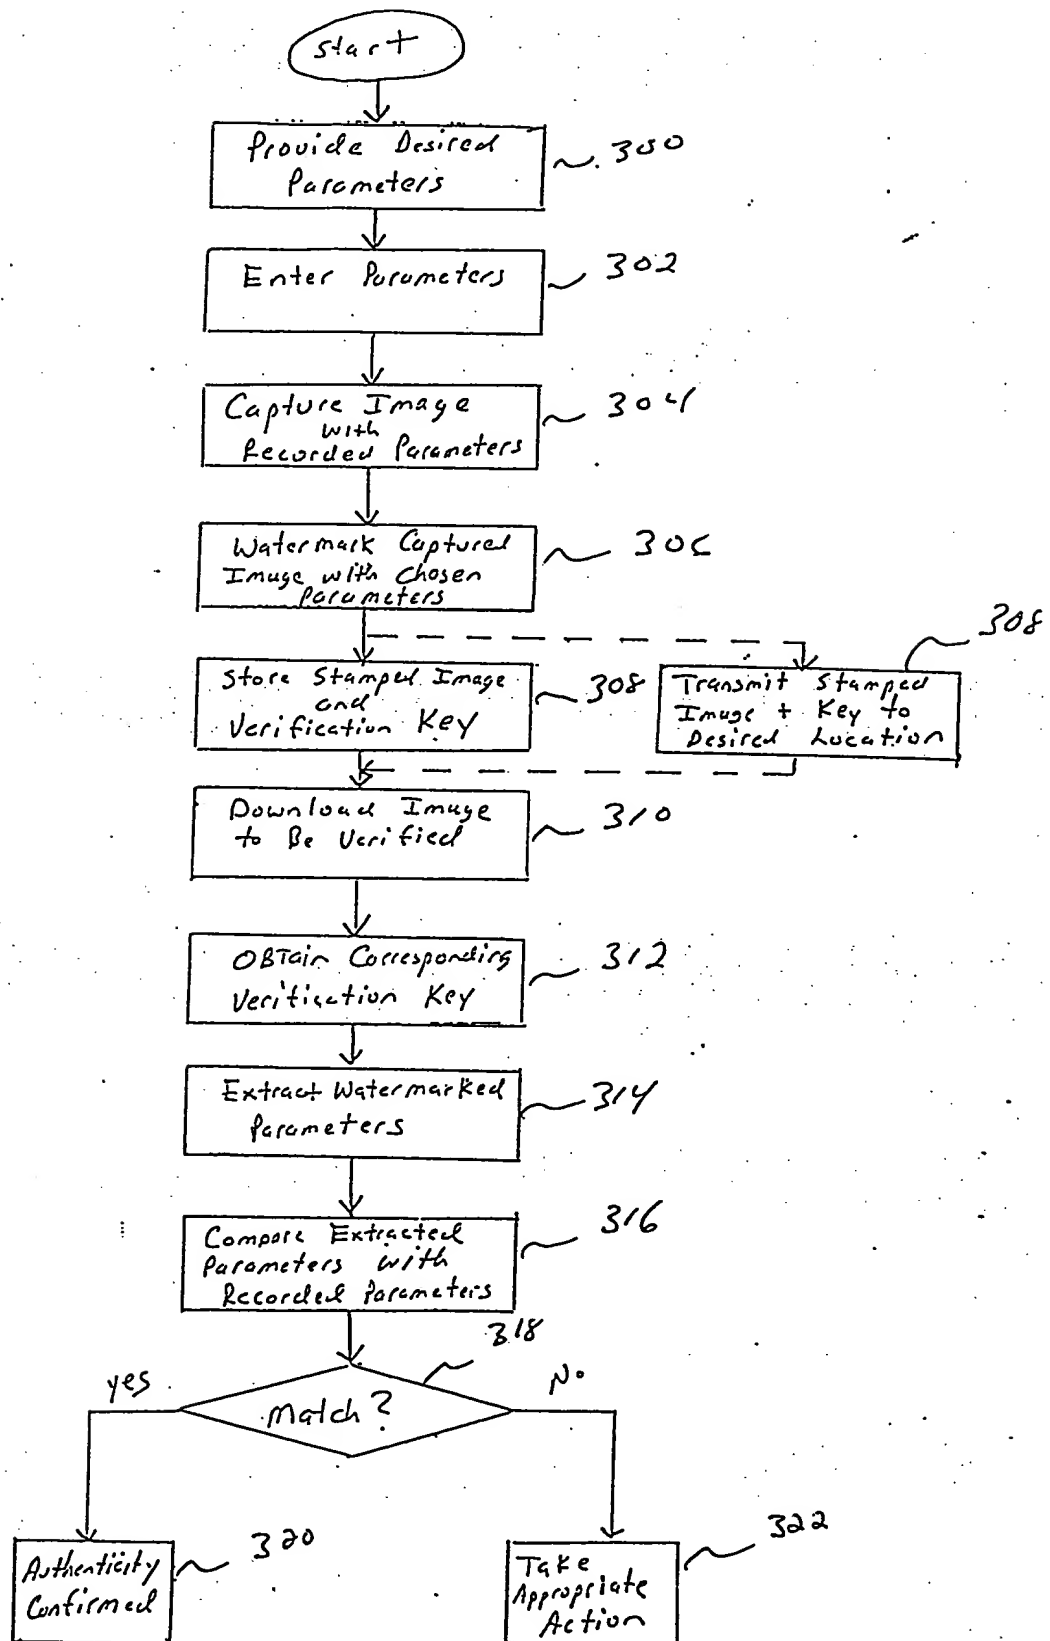 start
Provide Desired
Parameters
300
Enter Parameters
302
Capture Image
with
Recorded Parameters
304
Watermark Captured
Image with Chosen
Parameters
306
Store Stamped Image
and
Verification Key
308
Transmit Stamped
Image + Key to
Desired Location
308
Download Image
to Be Verified
310
OBTain Corresponding
Verification Key
312
Extract Watermarked
Parameters
314
Compare Extracted
Parameters with
Recorded Parameters
316
318
yes
Match?
No
Authenticity
Confirmed
320
Take
Appropriate
Action
322